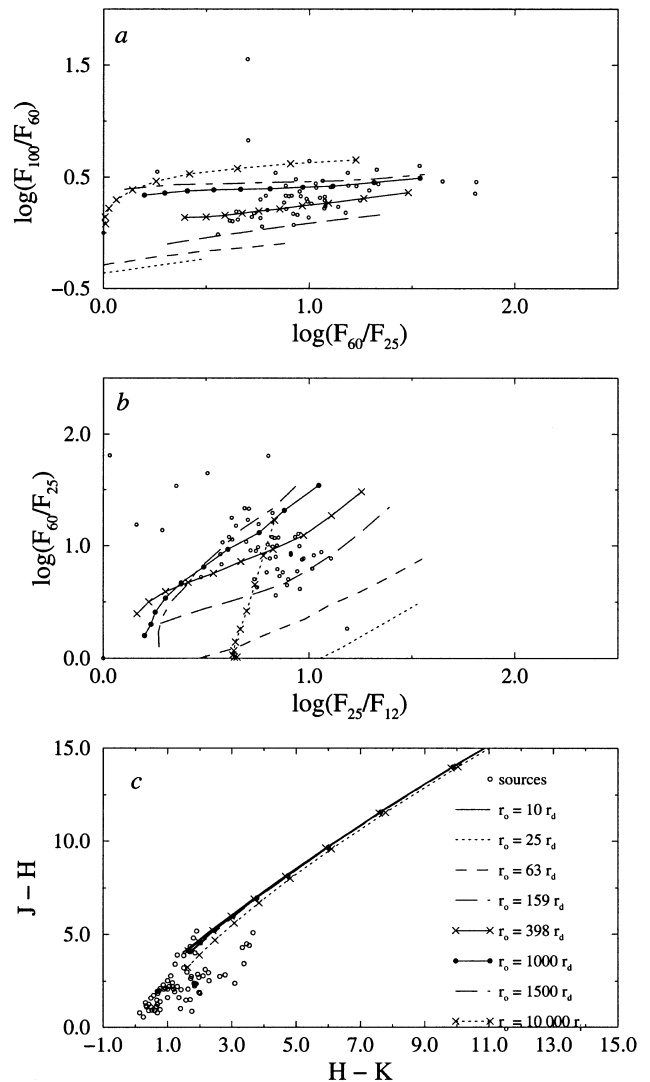 a
1.5
0.5
−0.5
log(F100/F60)
0.0 1.0 2.0
log(F60/F25)
b
2.0
1.0
0.0
log(F60/F25)
0.0 1.0 2.0
log(F25/F12)
c
15.0
10.0
5.0
0.0
J − H
sources
ro = 10 rd
ro = 25 rd
ro = 63 rd
ro = 159 rd
ro = 398 rd
ro = 1000 rd
ro = 1500 rd
ro = 10 000 rd
−1.0 1.0 3.0 5.0 7.0 9.0 11.0 13.0 15.0
H − K